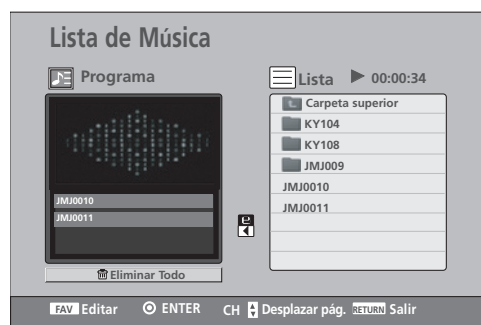 Lista de Música
Programa
Lista 00:00:34
Carpeta superior
KY104
KY108
JMJ009
JMJ0010
JMJ0011
JMJ0010
JMJ0011
Eliminar Todo
FAV Editar ENTER CH Desplazar pág. RETURN Salir